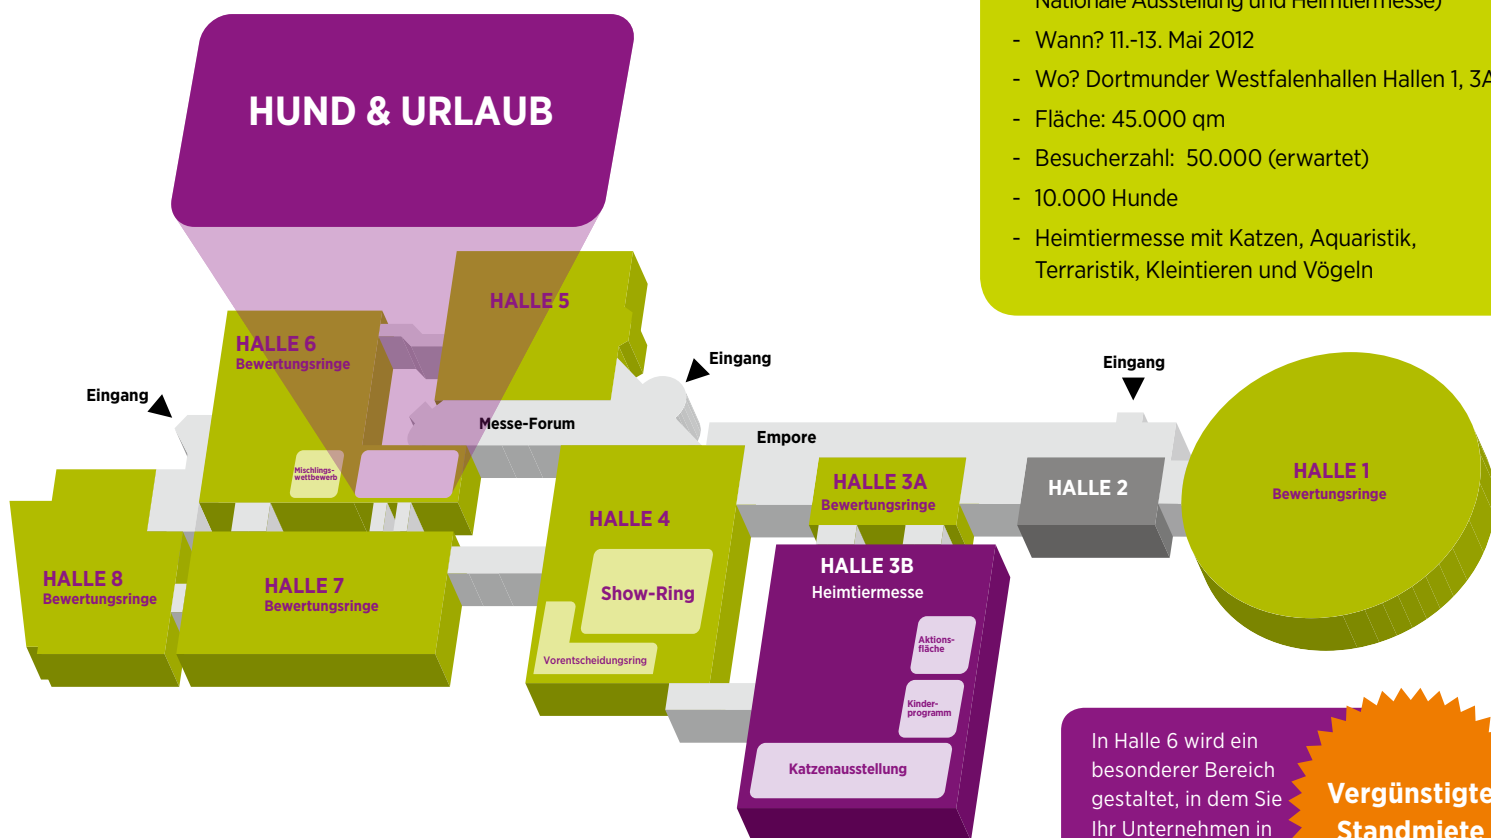 HUND & URLAUB
Nationale Ausstellung und Heimtiermesse)
- Wann? 11.-13. Mai 2012
- Wo? Dortmunder Westfalenhallen Hallen 1, 3A
- Fläche: 45.000 qm
- Besucherzahl: 50.000 (erwartet)
- 10.000 Hunde
- Heimtiermesse mit Katzen, Aquaristik,
Terraristik, Kleintieren und Vögeln
HALLE 5
HALLE 6
Bewertungsringe
Eingang
Eingang
Eingang
Messe-Forum
Empore
Mischlings-
wettbewerb
HALLE 4
HALLE 3A
Bewertungsringe
HALLE 2
HALLE 1
Bewertungsringe
HALLE 8
Bewertungsringe
HALLE 7
Bewertungsringe
Show-Ring
Vorentscheidungsring
HALLE 3B
Heimtiermesse
Aktions-
fläche
Kinder-
programm
Katzenausstellung
In Halle 6 wird ein
besonderer Bereich
gestaltet, in dem Sie
Ihr Unternehmen in
Vergünstigte
Standmiete